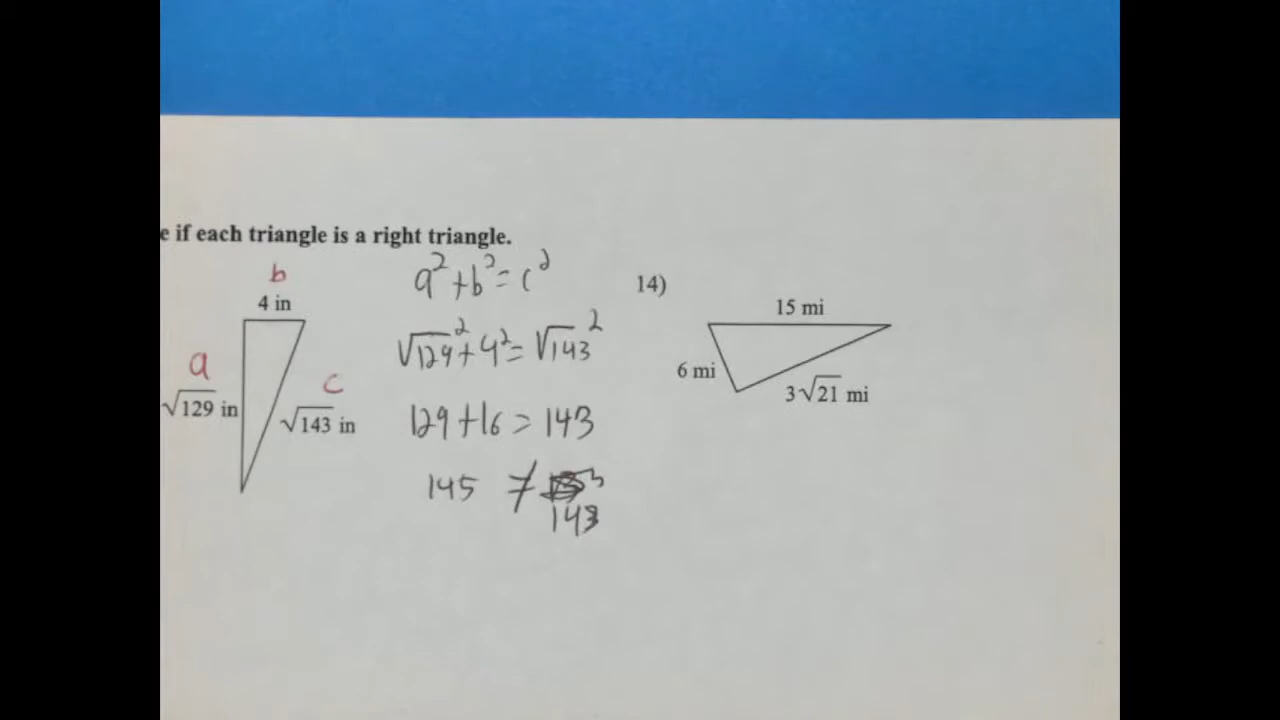 e if each triangle is a right triangle.
b
4 in
a
√129 in
c
√143 in
a²+b²=c²
√129²+4²=√143²
129+16=143
145 ≠
143
14)
15 mi
6 mi
3√21 mi